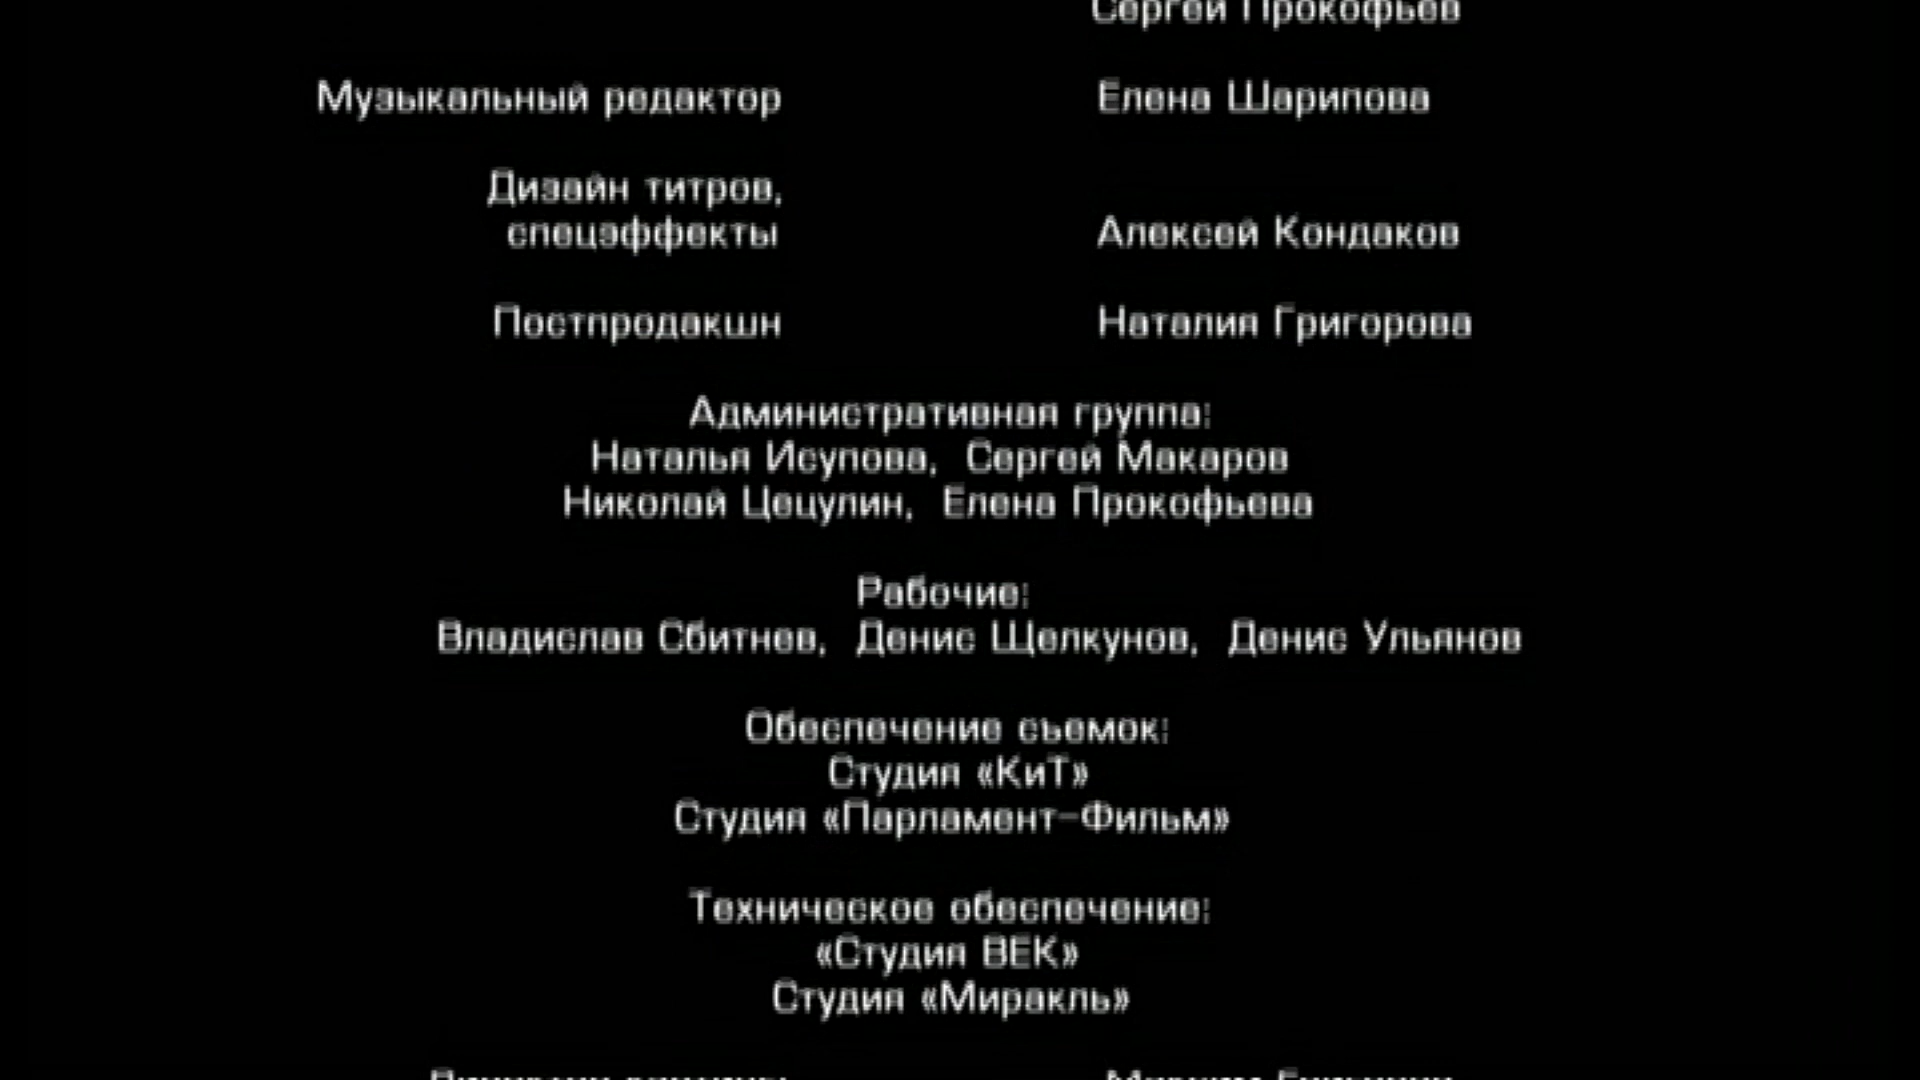 Сергей Прокофьев
Музыкальный редактор Елена Шарипова
Дизайн титров,
спецэффекты Алексей Кондаков
Постпродакшн Наталия Григорова
Административная группа:
Наталья Исупова, Сергей Макаров
Николай Цецулин, Елена Прокофьева
Рабочие:
Владислав Сбитнев, Денис Щелкунов, Денис Ульянов
Обеспечение съемок:
Студия «КиТ»
Студия «Парламент-Фильм»
Техническое обеспечение:
«Студия ВЕК»
Студия «Миракль»